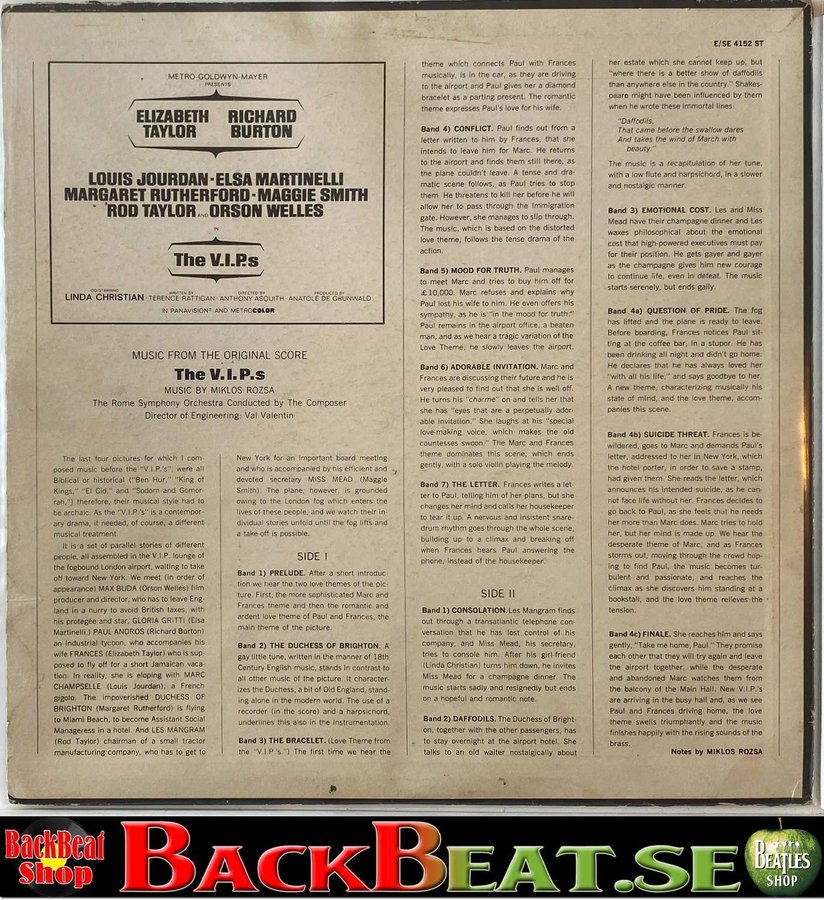 E/SE 4152 ST
METRO-GOLDWYN-MAYER
PRESENTS
ELIZABETH TAYLOR RICHARD BURTON
LOUIS JOURDAN·ELSA MARTINELLI
MARGARET RUTHERFORD·MAGGIE SMITH
ROD TAYLOR AND ORSON WELLES
IN
The V.I.P.s
CO-STARRING
LINDA CHRISTIAN
WRITTEN BY
TERENCE RATTIGAN
DIRECTED BY
ANTHONY ASQUITH
PRODUCED BY
ANATOLE DE GRUNWALD
IN PANAVISION® AND METROCOLOR
MUSIC FROM THE ORIGINAL SCORE
The V.I.P.s
MUSIC BY MIKLOS ROZSA
The Rome Symphony Orchestra Conducted by The Composer
Director of Engineering: Val Valentin
The last four pictures for which I com-
posed music before the "V.I.P.'s", were all
Biblical or historical ("Ben Hur," "King of
Kings," "El Cid," and "Sodom and Gomor-
rah,") therefore, their musical style had to
be archaic. As the "V.I.P.'s" is a contempor-
ary drama, it needed, of course, a different
musical treatment.
It is a set of parallel stories of different
people, all assembled in the V.I.P. lounge of
the fogbound London airport, waiting to take
off toward New York. We meet (in order of
appearance) MAX BUDA (Orson Welles) film
producer and director, who has to leave Eng-
land in a hurry to avoid British taxes, with
his protegée and star, GLORIA GRITTI (Elsa
Martinelli.) PAUL ANDROS (Richard Burton)
an industrial tycoon, who accompanies his
wife FRANCES (Elizabeth Taylor) who is sup-
posed to fly off for a short Jamaican vaca-
tion. In reality, she is eloping with MARC
CHAMPSELLE (Louis Jourdan), a French
gigolo. The impoverished DUCHESS OF
BRIGHTON (Margaret Rutherford) is flying
to Miami Beach, to become Assistant Social
Manageress in a hotel. And LES MANGRAM
(Rod Taylor) chairman of a small tractor
manufacturing company, who has to get to
New York for an important board meeting
and who is accompanied by his efficient and
devoted secretary MISS MEAD (Maggie
Smith). The plane, however, is grounded
owing to the London fog which enters the
lives of these people, and we watch their in-
dividual stories unfold until the fog lifts and
a take-off is possible.
SIDE I
Band 1) PRELUDE. After a short introduc-
tion we hear the two love themes of the pic-
ture. First, the more sophisticated Marc and
Frances theme and then the romantic and
ardent love theme of Paul and Frances, the
main theme of the picture.
Band 2) THE DUCHESS OF BRIGHTON. A
gay little tune, written in the manner of 18th
Century English music, stands in contrast to
all other music of the picture. It character-
izes the Duchess, a bit of Old England, stand-
ing alone in the modern world. The use of a
recorder (in the score) and a harpsichord,
underlines this also in the instrumentation.
Band 3) THE BRACELET. (Love Theme from
the "V.I.P.'s.") The first time we hear the
theme which connects Paul with Frances
musically, is in the car, as they are driving
to the airport and Paul gives her a diamond
bracelet as a parting present. The romantic
theme expresses Paul's love for his wife.
Band 4) CONFLICT. Paul finds out from a
letter written to him by Frances, that she
intends to leave him for Marc. He returns
to the airport and finds them still there, as
the plane couldn't leave. A tense and dra-
matic scene follows, as Paul tries to stop
them. He threatens to kill her before he will
allow her to pass through the Immigration
gate. However, she manages to slip through.
The music, which is based on the distorted
love theme, follows the tense drama of the
action.
Band 5) MOOD FOR TRUTH. Paul manages
to meet Marc and tries to buy him off for
£10,000. Marc refuses and explains why
Paul lost his wife to him. He even offers his
sympathy, as he is "in the mood for truth:"
Paul remains in the airport office, a beaten
man, and as we hear a tragic variation of the
Love Theme, he slowly leaves the airport.
Band 6) ADORABLE INVITATION. Marc and
Frances are discussing their future and he is
very pleased to find out that she is well off.
He turns his "charme" on and tells her that
she has "eyes that are a perpetually ador-
able invitation." She laughs at his "special
love-making voice, which makes the old
countesses swoon." The Marc and Frances
theme dominates this scene, which ends
gently, with a solo violin playing the melody.
Band 7) THE LETTER. Frances writes a let-
ter to Paul, telling him of her plans, but she
changes her mind and calls her housekeeper
to tear it up. A nervous and insistent snare-
drum rhythm goes through the whole scene,
building up to a climax and breaking off
when Frances hears Paul answering the
phone, instead of the housekeeper.
SIDE II
Band 1) CONSOLATION. Les Mangram finds
out through a transatlantic telephone con-
versation that he has lost control of his
company, and Miss Mead, his secretary,
tries to console him. After his girl-friend
(Linda Christian) turns him down, he invites
Miss Mead for a champagne dinner. The
music starts sadly and resignedly but ends
on a hopeful and romantic note.
Band 2) DAFFODILS. The Duchess of Bright-
on, together with the other passengers, has
to stay overnight at the airport hotel. She
talks to an old waiter nostalgically about
her estate which she cannot keep up, but
"where there is a better show of daffodils
than anywhere else in the country." Shakes-
peare might have been influenced by them
when he wrote these immortal lines:
"Daffodils,
That came before the swallow dares
And takes the wind of March with
beauty."
The music is a recapitulation of her tune,
with a low flute and harpsichord, in a slower
and nostalgic manner.
Band 3) EMOTIONAL COST. Les and Miss
Mead have their champagne dinner and Les
waxes philosophical about the emotional
cost that high-powered executives must pay
for their position. He gets gayer and gayer
as the champagne gives him new courage
to continue life, even in defeat. The music
starts serenely, but ends gaily.
Band 4a) QUESTION OF PRIDE. The fog
has lifted and the plane is ready to leave.
Before boarding, Frances notices Paul sit-
ting at the coffee bar, in a stupor. He has
been drinking all night and didn't go home.
He declares that he has always loved her
"with all his life," and says goodbye to her.
A new theme, characterizing musically his
state of mind, and the love theme, accom-
panies this scene.
Band 4b) SUICIDE THREAT. Frances is be-
wildered, goes to Marc and demands Paul's
letter, addressed to her in New York, which
the hotel porter, in order to save a stamp,
had given them. She reads the letter, which
announces his intended suicide, as he can-
not face life without her. Frances decides to
go back to Paul, as she feels that he needs
her more than Marc does. Marc tries to hold
her, but her mind is made up. We hear the
desperate theme of Marc, and as Frances
storms out, moving through the crowd hop-
ing to find Paul, the music becomes tur-
bulent and passionate, and reaches the
climax as she discovers him standing at a
bookstall, and the love theme relieves the
tension.
Band 4c) FINALE. She reaches him and says
gently, "Take me home, Paul." They promise
each other that they will try again and leave
the airport together, while the desperate
and abandoned Marc watches them from
the balcony of the Main Hall. New V.I.P.'s
are arriving in the busy hall and, as we see
Paul and Frances driving home, the love
theme swells triumphantly and the music
finishes happily with the rising sounds of the
brass.
Notes by MIKLOS ROZSA
BackBeat Shop
BACKBEAT.SE
BEATLES SHOP